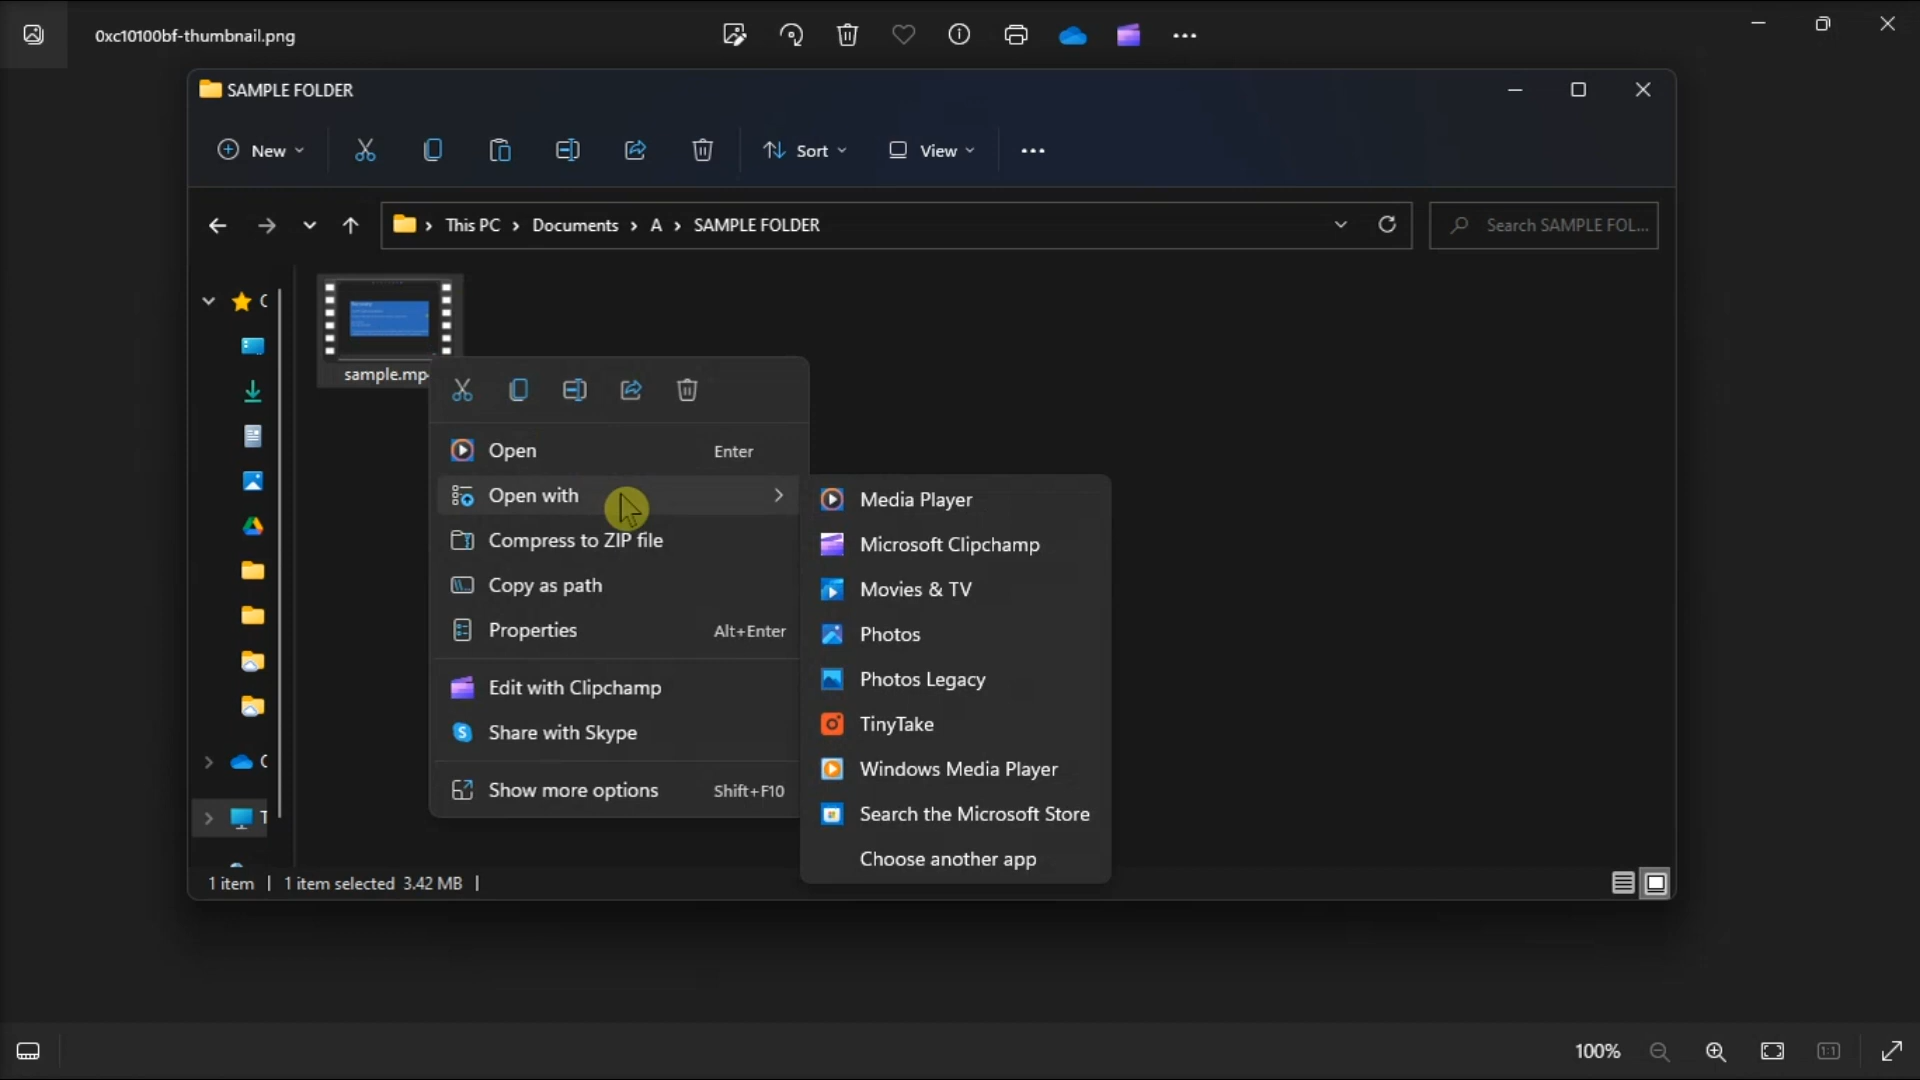 0xc10100bf-thumbnail.png
SAMPLE FOLDER
New
Sort
View
This PC > Documents > A > SAMPLE FOLDER
Search SAMPLE FOL...
sample.mp
Open Enter
Open with
Compress to ZIP file
Copy as path
Properties Alt+Enter
Edit with Clipchamp
Share with Skype
Show more options Shift+F10
Media Player
Microsoft Clipchamp
Movies & TV
Photos
Photos Legacy
TinyTake
Windows Media Player
Search the Microsoft Store
Choose another app
1 item | 1 item selected 3.42 MB |
100%
1:1